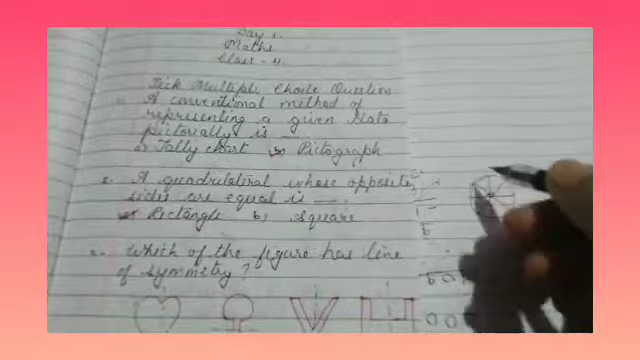 Day 1.
Maths
Class - 4
Tick Multiple Choice Question
1. A conventional method of
representing a given data
pictorially is
a) Tally chart b) Pictograph
2. A quadrilateral whose opposite
sides are equal is
a) Rectangle b) Square
3. Which of the figure has line
of symmetry?